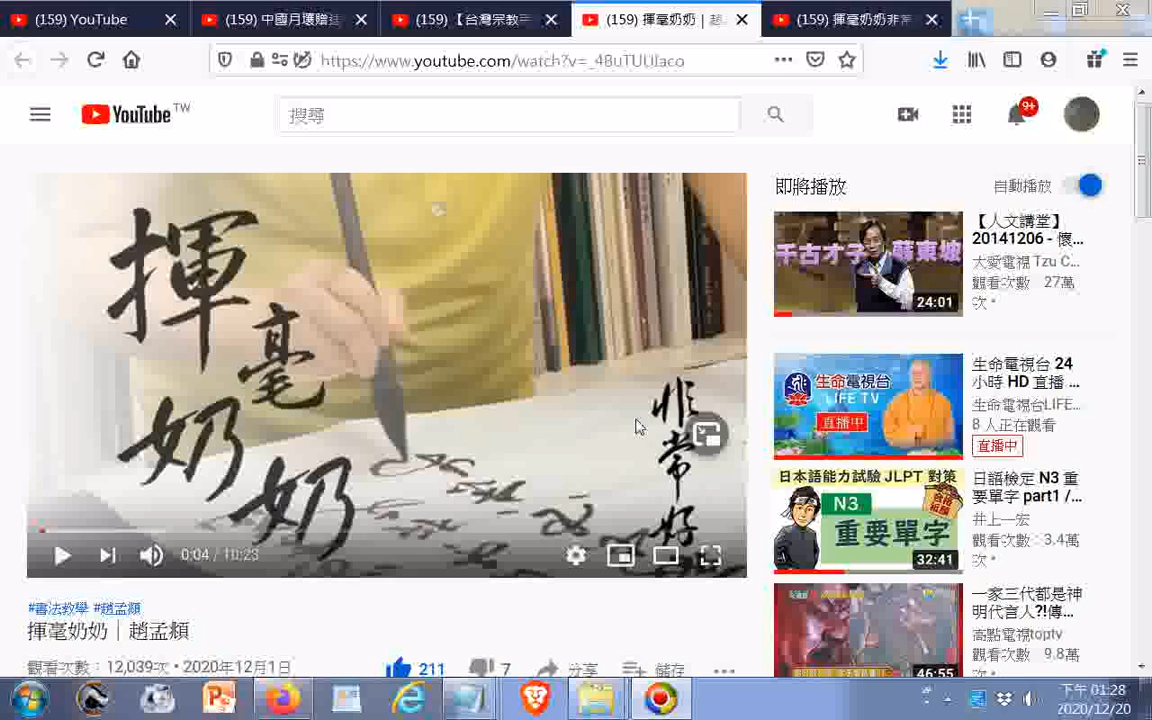 (159) YouTube
(159) 中國月壇贈
(159) 【台灣宗教
(159) 揮毫奶奶｜趙
(159) 揮毫奶奶非常
https://www.youtube.com/watch?v=_4BuTUUIaco
YouTube TW
搜尋
9+
揮毫奶奶
非常好
0:04 / 10:23
#書法教學 #趙孟頫
揮毫奶奶｜趙孟頫
觀看次數：12,039次 • 2020年12月1日
211
7
分享
儲存
即將播放
自動播放
千古才子 蘇東坡
24:01
【人文講堂】
20141206 - 懷...
大愛電視 Tzu C...
觀看次數 27萬
次 •
生命電視台
LIFE TV
直播中
生命電視台 24
小時 HD 直播 ...
生命電視台LIFE...
8 人正在觀看
直播中
日本語能力試驗 JLPT 對策
N3
重要單字
32:41
日語檢定 N3 重
要單字 part1 /...
井上一宏
觀看次數：3.4萬
次 •
46:55
一家三代都是神
明代言人?!傳...
高點電視toptv
觀看次數 9.8萬
下午 01:28
2020/12/20